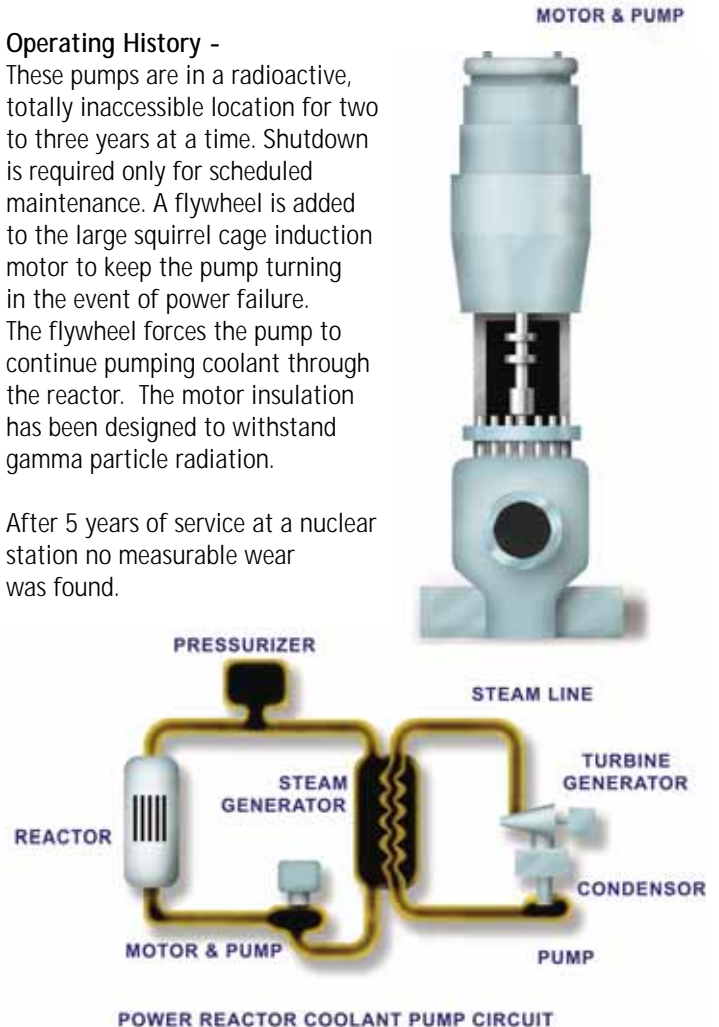 MOTOR & PUMP
Operating History -
These pumps are in a radioactive,
totally inaccessible location for two
to three years at a time. Shutdown
is required only for scheduled
maintenance. A flywheel is added
to the large squirrel cage induction
motor to keep the pump turning
in the event of power failure.
The flywheel forces the pump to
continue pumping coolant through
the reactor. The motor insulation
has been designed to withstand
gamma particle radiation.
After 5 years of service at a nuclear
station no measurable wear
was found.
PRESSURIZER
STEAM LINE
STEAM
GENERATOR
TURBINE
GENERATOR
REACTOR
CONDENSOR
MOTOR & PUMP
PUMP
POWER REACTOR COOLANT PUMP CIRCUIT